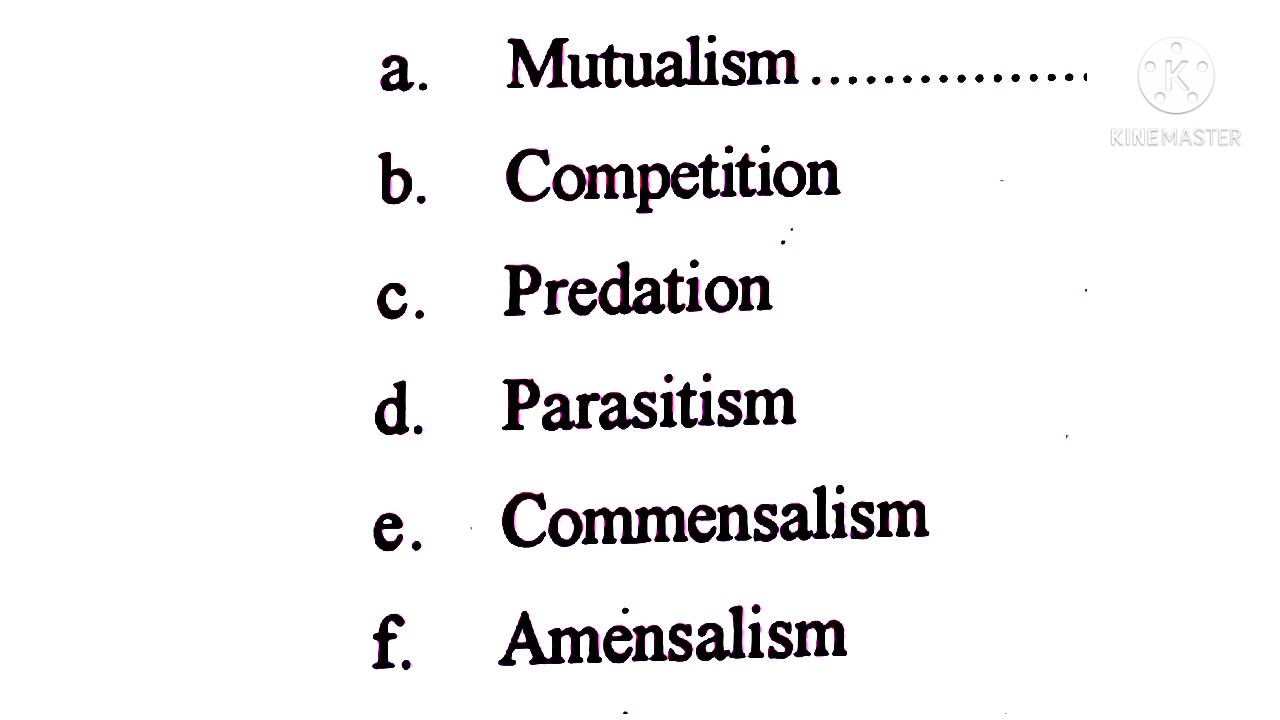 a. Mutualism ................
b. Competition
c. Predation
d. Parasitism
e. Commensalism
f. Amensalism
KINEMASTER